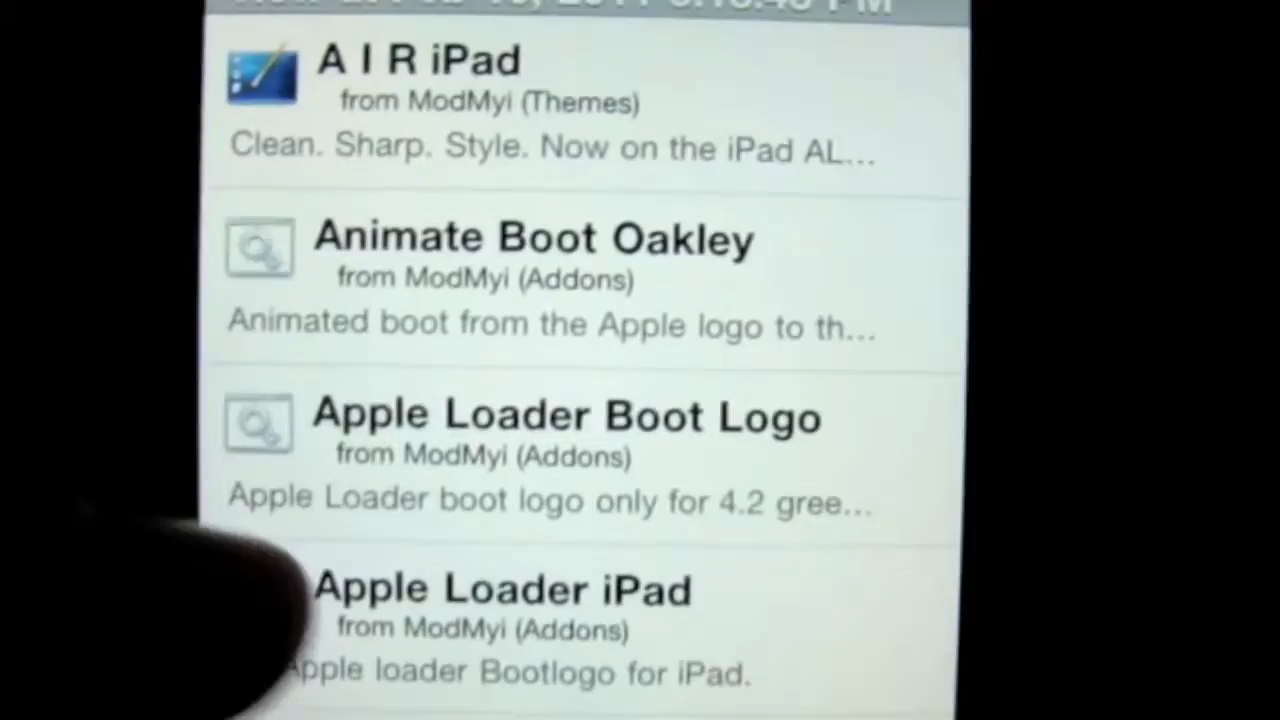 A I R iPad
from ModMyi (Themes)
Clean. Sharp. Style. Now on the iPad AL...
Animate Boot Oakley
from ModMyi (Addons)
Animated boot from the Apple logo to th...
Apple Loader Boot Logo
from ModMyi (Addons)
Apple Loader boot logo only for 4.2 gree...
Apple Loader iPad
from ModMyi (Addons)
Apple loader Bootlogo for iPad.